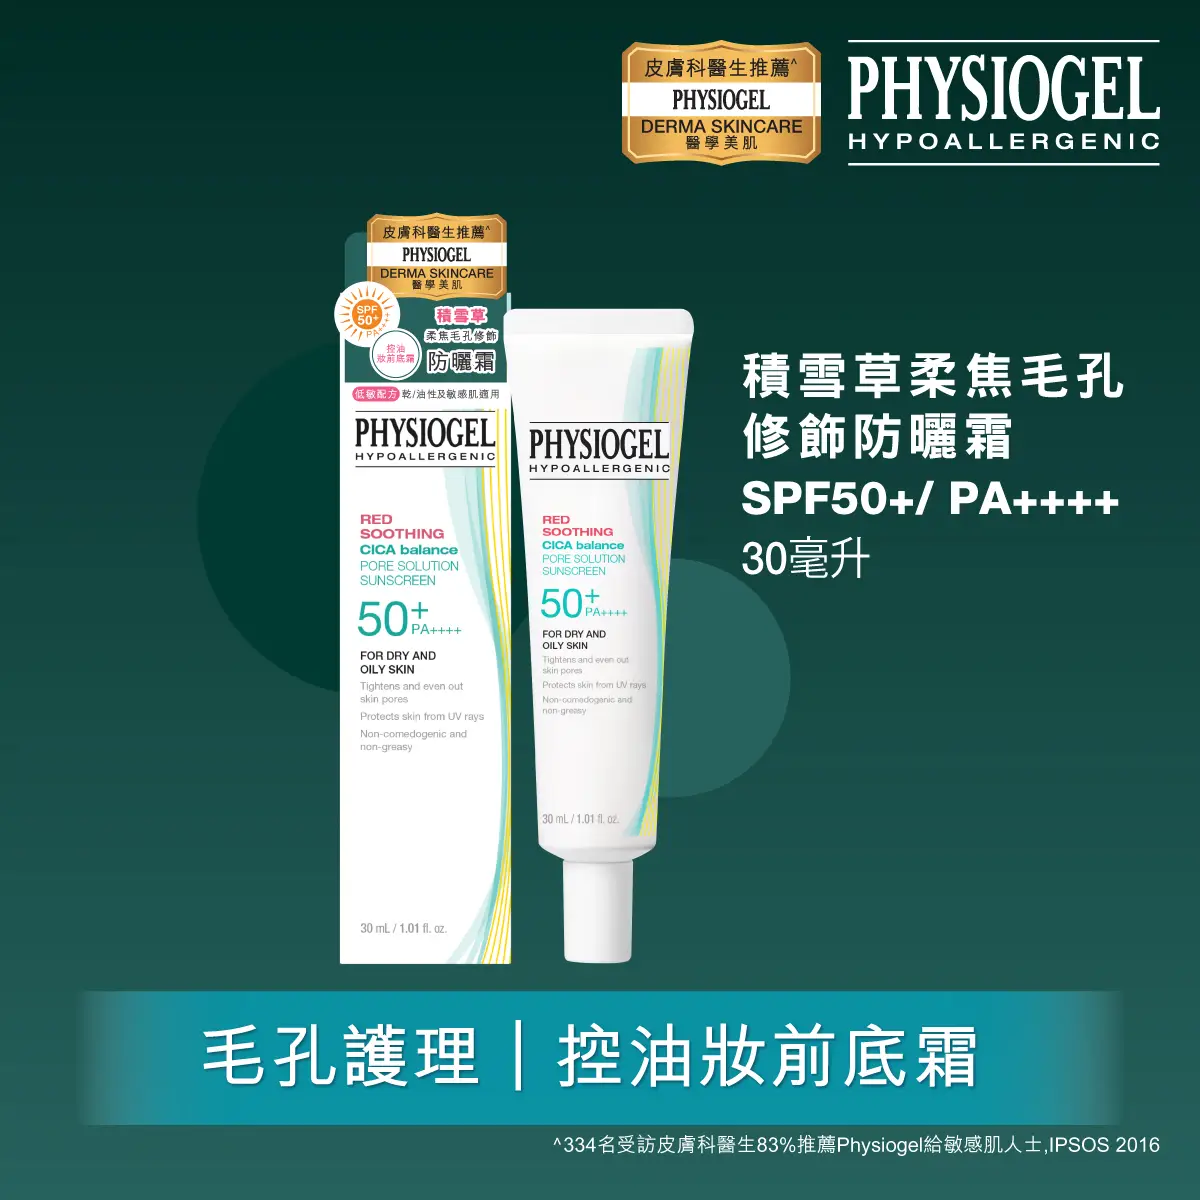 皮膚科醫生推薦^
PHYSIOGEL
DERMA SKINCARE
醫學美肌
PHYSIOGEL
HYPOALLERGENIC
皮膚科醫生推薦^
PHYSIOGEL
DERMA SKINCARE
醫學美肌
SPF
50+
PA++++
積雪草
柔焦毛孔修飾
防曬霜
控油
妝前底霜
低敏配方 乾/油性及敏感肌適用
PHYSIOGEL
HYPOALLERGENIC
RED
SOOTHING
CICA balance
PORE SOLUTION
SUNSCREEN
50+
PA++++
FOR DRY AND
OILY SKIN
Tightens and even out
skin pores
Protects skin from UV rays
Non-comedogenic and
non-greasy
30 mL / 1.01 fl. oz.
PHYSIOGEL
HYPOALLERGENIC
RED
SOOTHING
CICA balance
PORE SOLUTION
SUNSCREEN
50+
PA++++
FOR DRY AND
OILY SKIN
Tightens and even out
skin pores
Protects skin from UV rays
Non-comedogenic and
non-greasy
30 mL / 1.01 fl. oz.
積雪草柔焦毛孔
修飾防曬霜
SPF50+/ PA++++
30毫升
毛孔護理｜控油妝前底霜
^334名受訪皮膚科醫生83%推薦Physiogel給敏感肌人士,IPSOS 2016